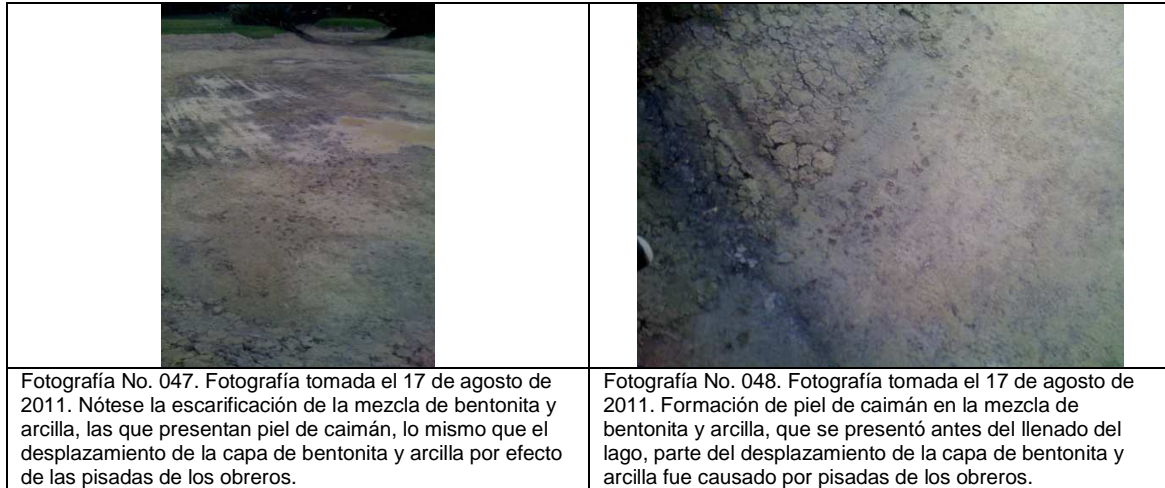 Fotografía No. 047. Fotografía tomada el 17 de agosto de
2011. Nótese la escarificación de la mezcla de bentonita y
arcilla, las que presentan piel de caimán, lo mismo que el
desplazamiento de la capa de bentonita y arcilla por efecto
de las pisadas de los obreros.
Fotografía No. 048. Fotografía tomada el 17 de agosto de
2011. Formación de piel de caimán en la mezcla de
bentonita y arcilla, que se presentó antes del llenado del
lago, parte del desplazamiento de la capa de bentonita y
arcilla fue causado por pisadas de los obreros.